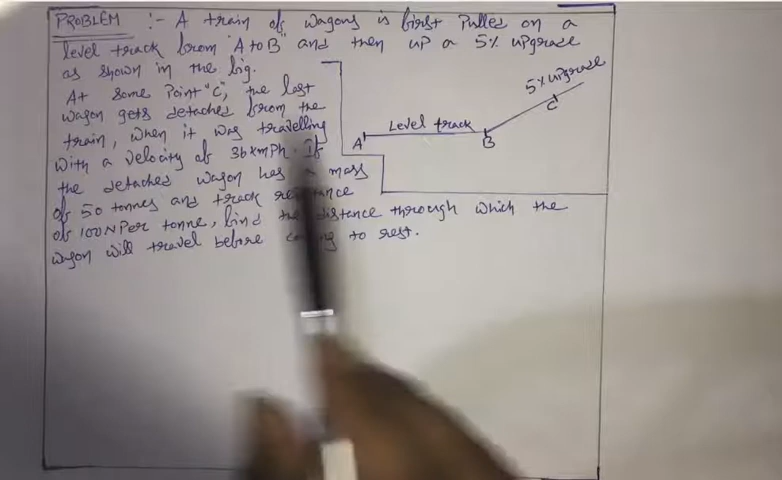 PROBLEM :- A train of wagons is first pulled on a
level track from "A to B" and then up a 5% upgrade
as shown in the fig.
At some Point "C", the last
wagon gets detached from the
train, when it was travelling
with a velocity of 36 kmph. If
the detached wagon has a mass
of 50 tonnes and track resistance
of 100N Per tonne, find the distance through which the
wagon will travel before to rest.
5% upgrade
Level track
A
B
C